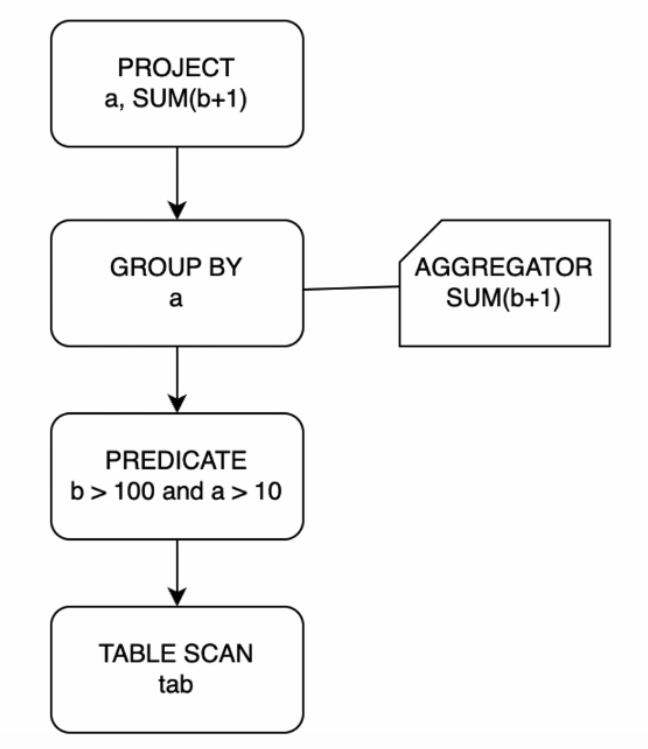 PROJECT
a, SUM(b+1)
GROUP BY
a
AGGREGATOR
SUM(b+1)
PREDICATE
b > 100 and a > 10
TABLE SCAN
tab